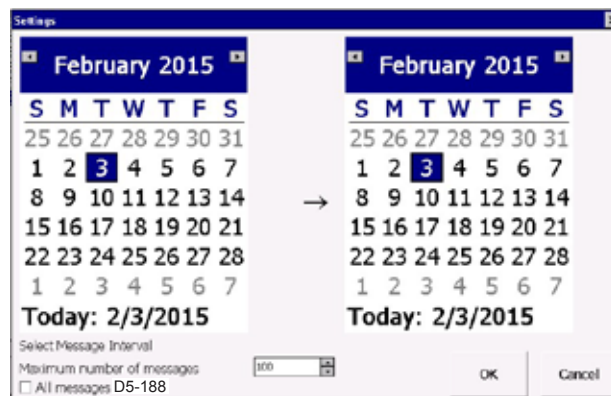 Settings
February 2015 February 2015
S M T W T F S S M T W T F S
25 26 27 28 29 30 31 25 26 27 28 29 30 31
1 2 3 4 5 6 7 1 2 3 4 5 6 7
8 9 10 11 12 13 14 → 8 9 10 11 12 13 14
15 16 17 18 19 20 21 15 16 17 18 19 20 21
22 23 24 25 26 27 28 22 23 24 25 26 27 28
1 2 3 4 5 6 7 1 2 3 4 5 6 7
Today: 2/3/2015 Today: 2/3/2015
Select Message Interval
Maximum number of messages 100
All messages D5-188
OK Cancel